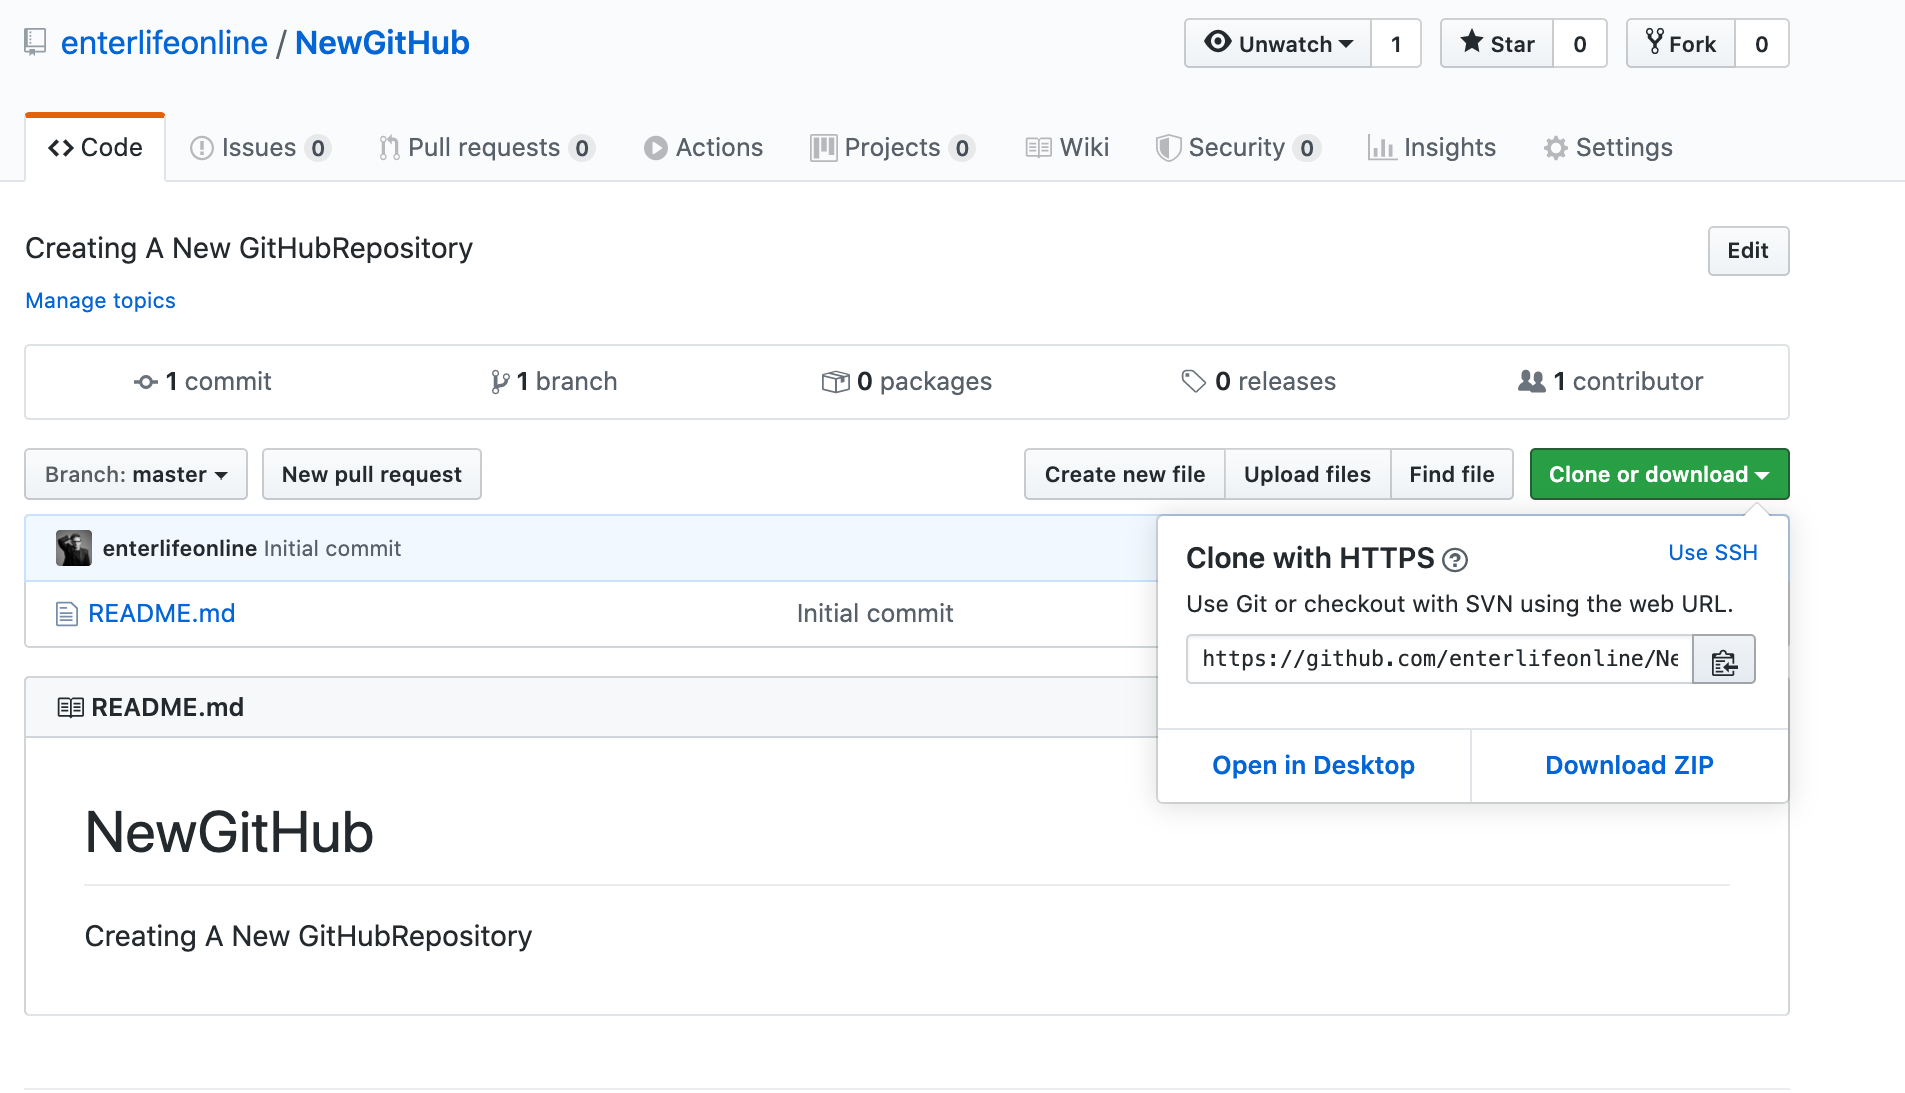 enterlifeonline / NewGitHub
Unwatch 1 Star 0 Fork 0
Code Issues 0 Pull requests 0 Actions Projects 0 Wiki Security 0 Insights Settings
Creating A New GitHubRepository
Edit
Manage topics
1 commit 1 branch 0 packages 0 releases 1 contributor
Branch: master New pull request Create new file Upload files Find file Clone or download
enterlifeonline Initial commit
Clone with HTTPS ? Use SSH
Use Git or checkout with SVN using the web URL.
README.md Initial commit
https://github.com/enterlifeonline/Ne
README.md
Open in Desktop Download ZIP
NewGitHub
Creating A New GitHubRepository